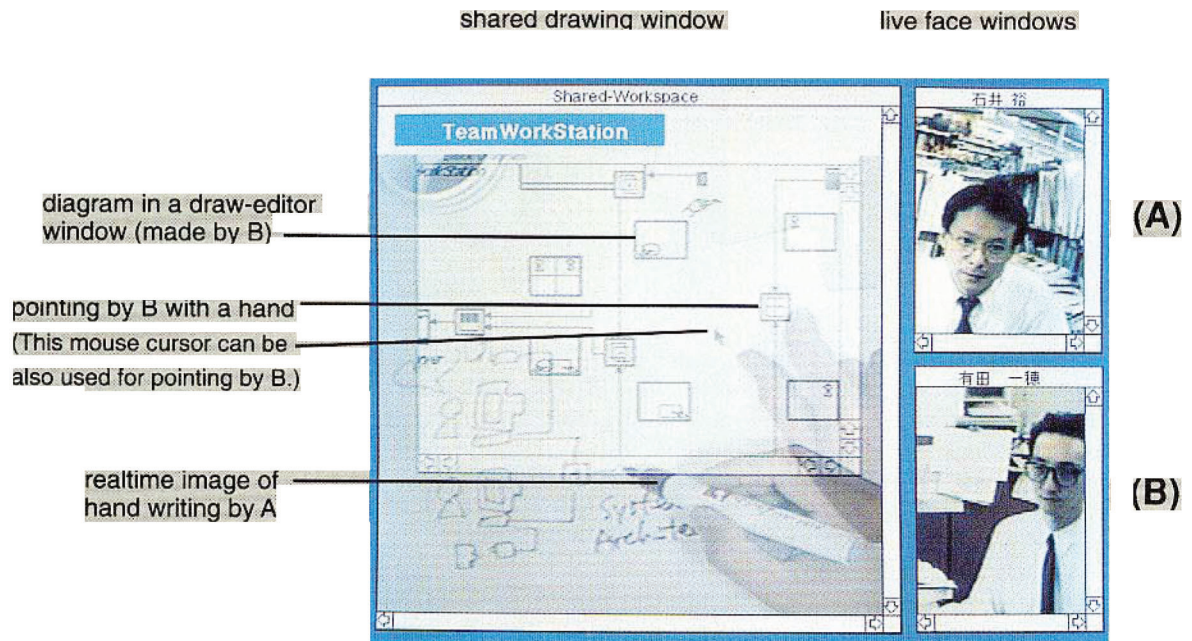 shared drawing window
live face windows
Shared-Workspace
石井 裕
TeamWorkStation
diagram in a draw-editor
window (made by B)
(A)
pointing by B with a hand
(This mouse cursor can be
also used for pointing by B.)
有田 一穂
realtime image of
hand writing by A
System
(B)